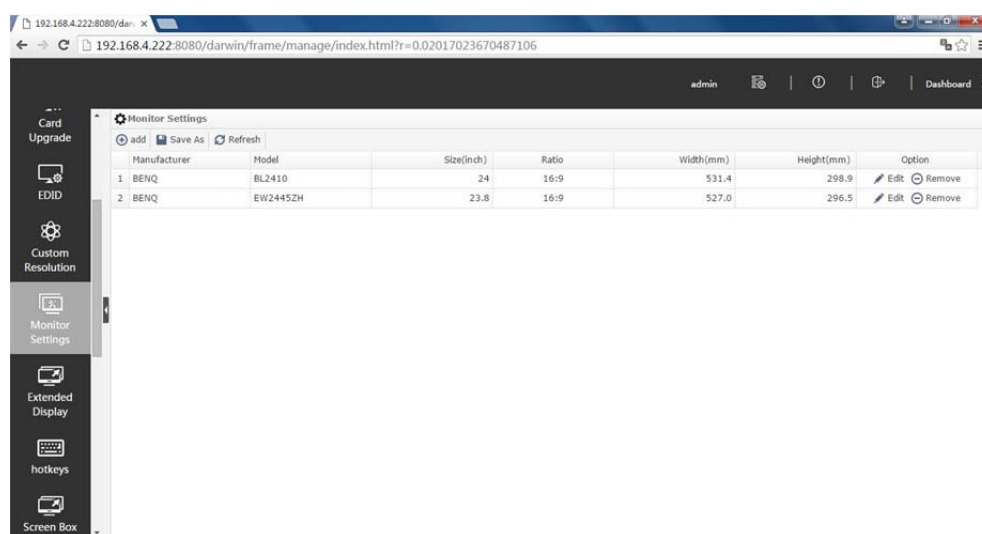 192.168.4.222:8080/dar
192.168.4.222:8080/darwin/frame/manage/index.html?r=0.02017023670487106
admin | | | Dashboard
Card
Upgrade
EDID
Custom
Resolution
Monitor
Settings
Extended
Display
hotkeys
Screen Box
Monitor Settings
add Save As Refresh
Manufacturer Model Size(inch) Ratio Width(mm) Height(mm) Option
1 BENQ BL2410 24 16:9 531.4 298.9 Edit Remove
2 BENQ EW2445ZH 23.8 16:9 527.0 296.5 Edit Remove